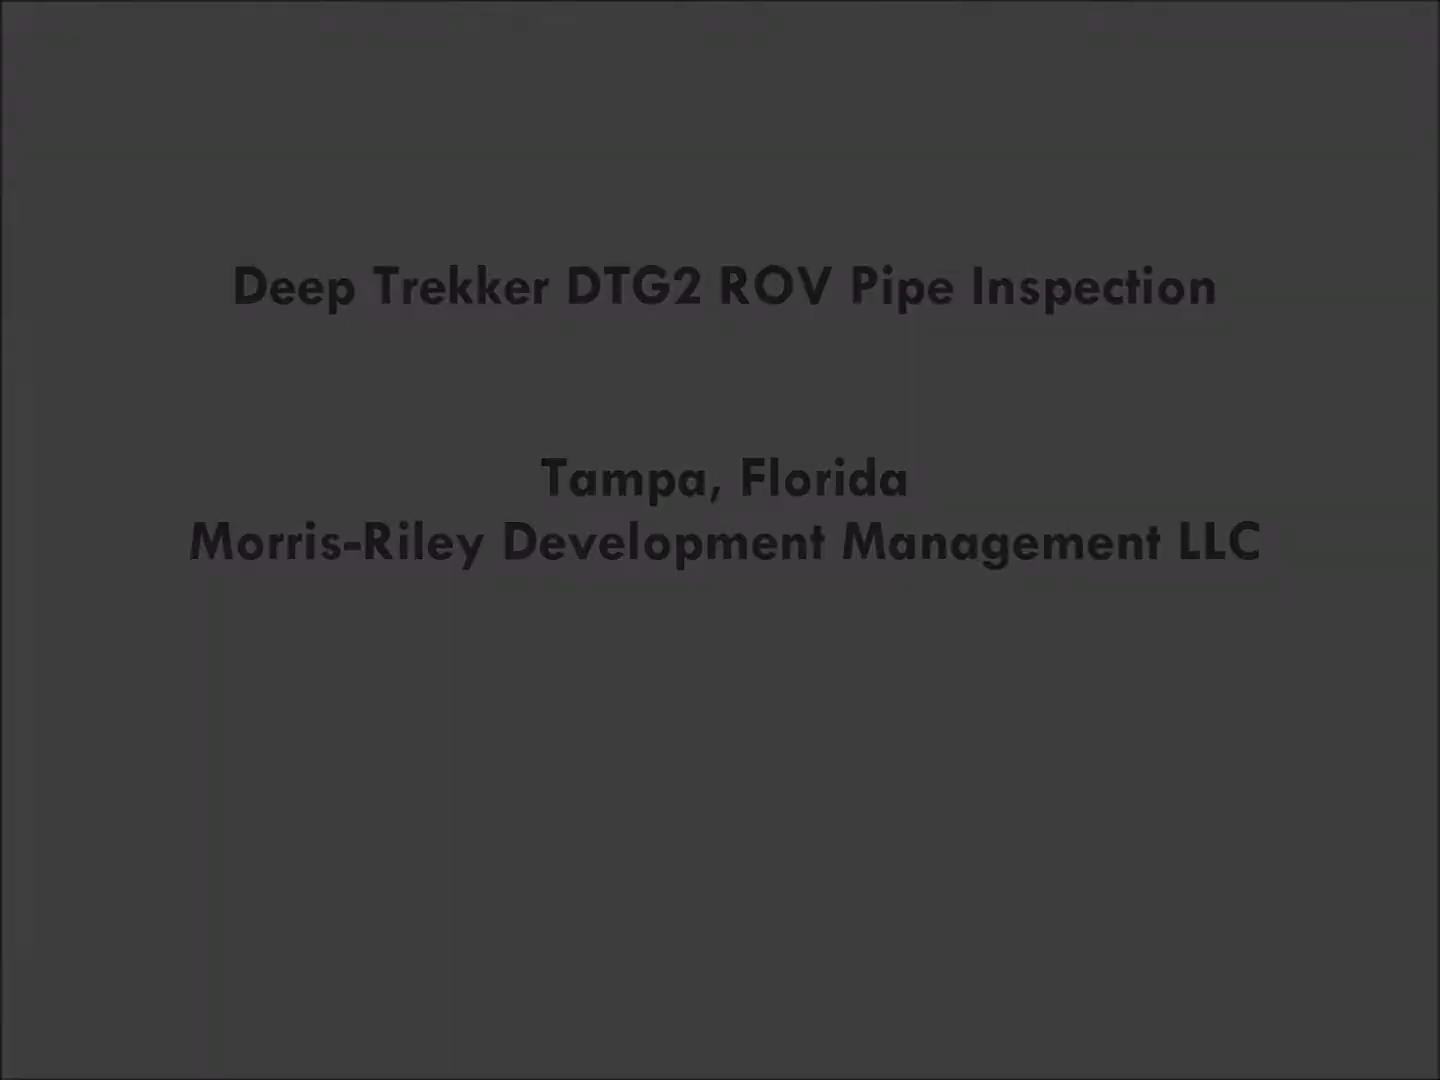 Deep Trekker DTG2 ROV Pipe Inspection
Tampa, Florida
Morris-Riley Development Management LLC